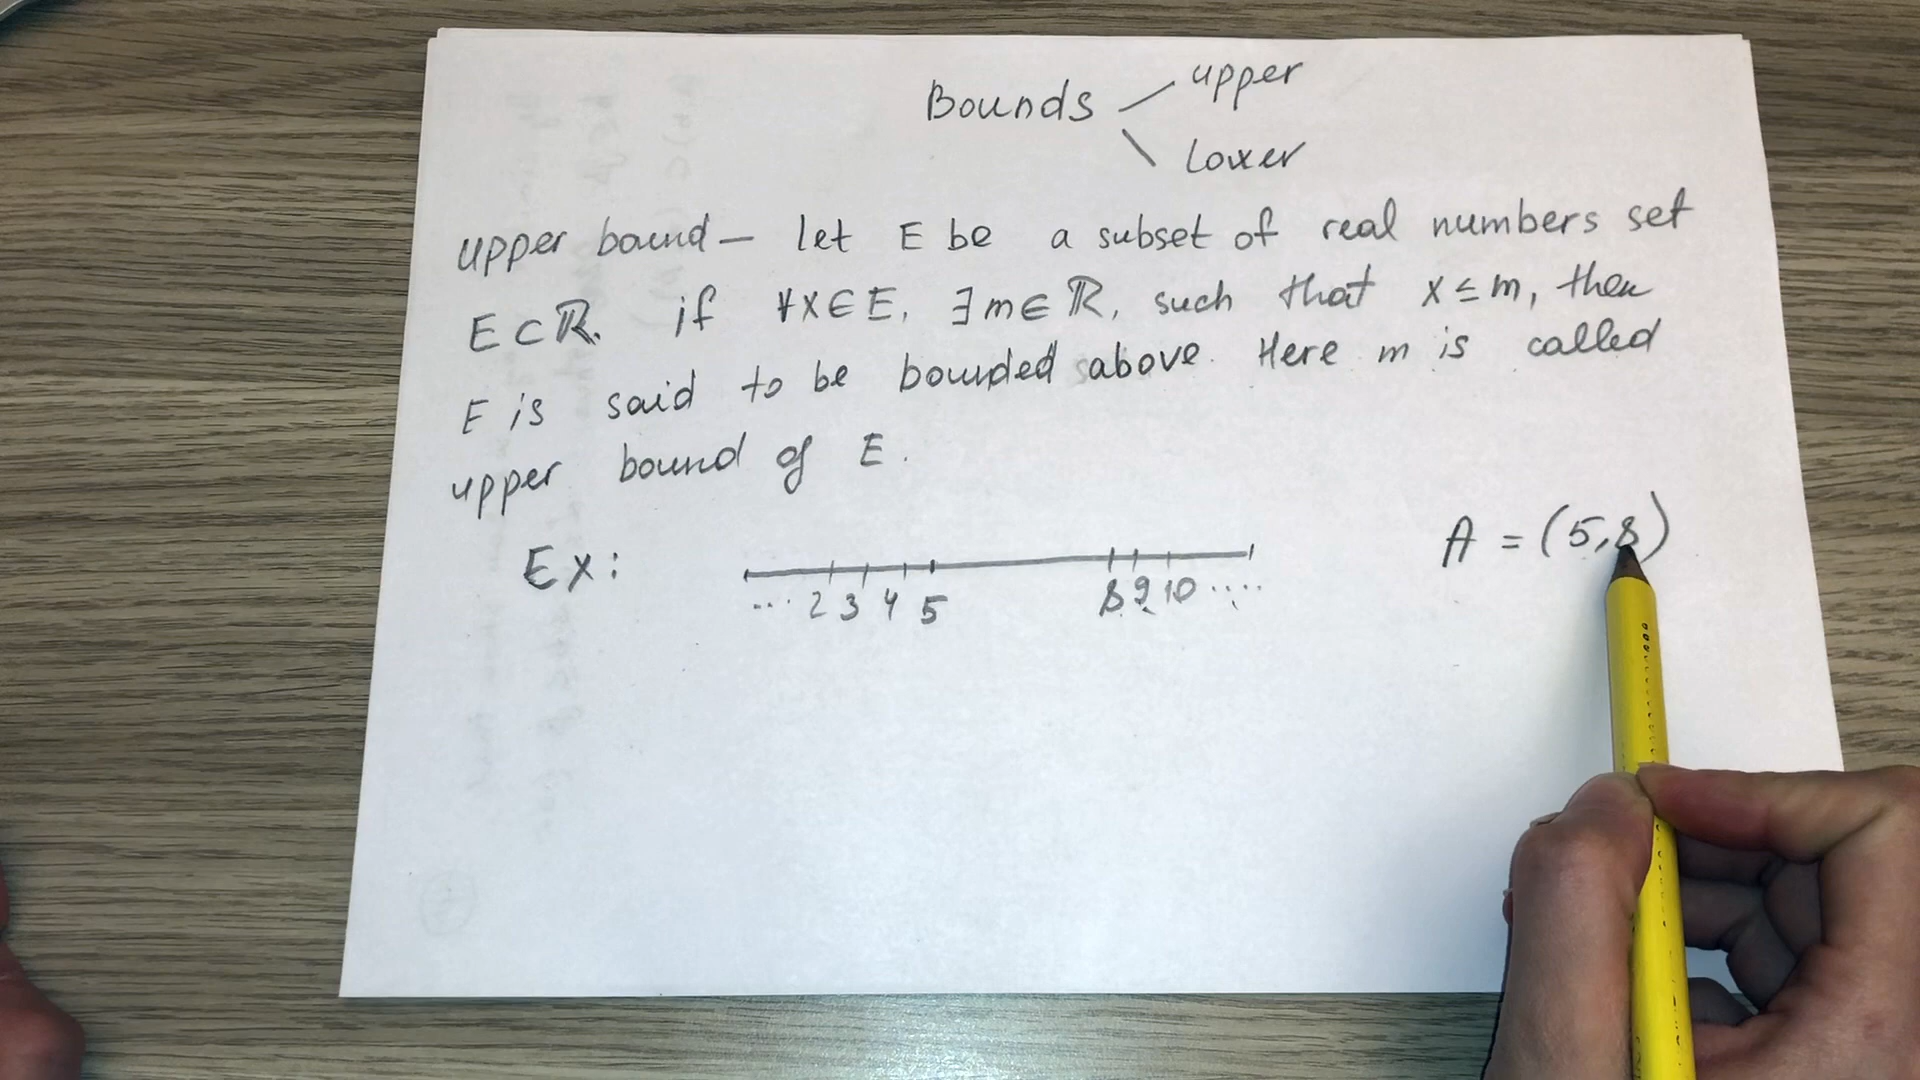 Bounds
upper
Lower
upper bound — let E be a subset of real numbers set
E⊂ℝ. if ∀x∈E, ∃m∈ℝ, such that x≤m, then
E is said to be bounded above. Here m is called
upper bound of E.
Ex:
A = (5,8)
... 2 3 4 5 8 9 10 ....